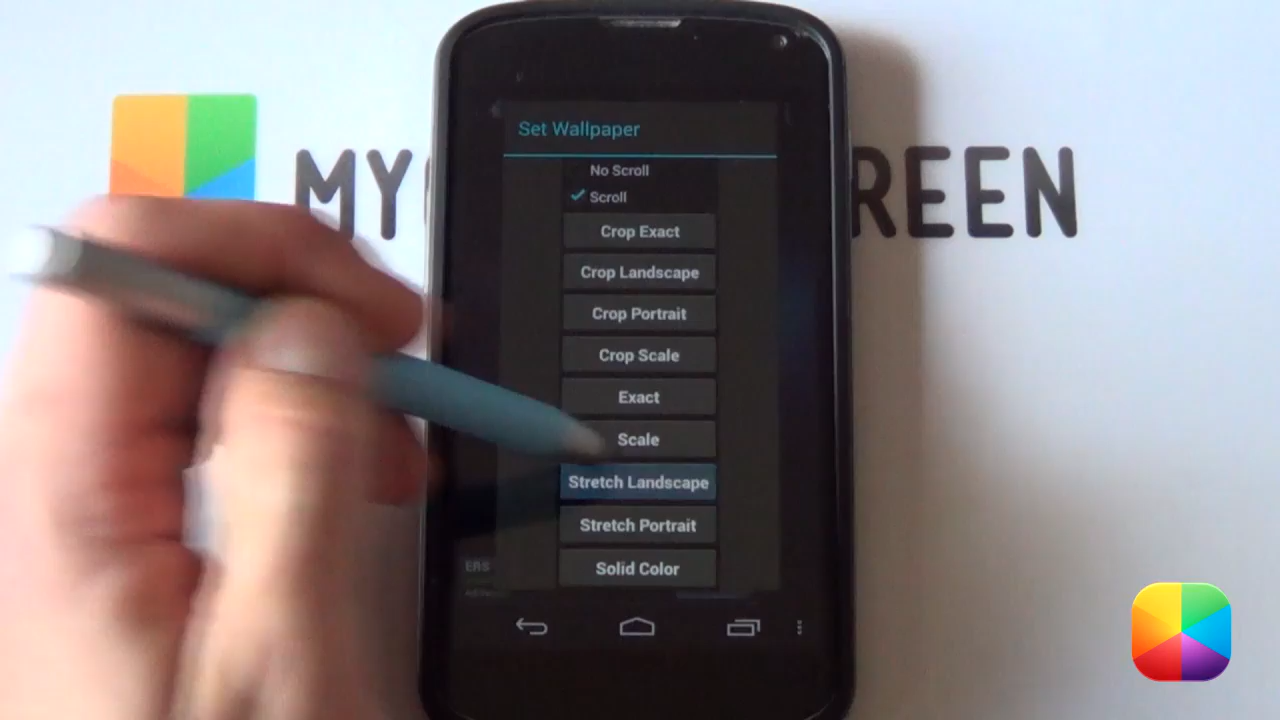 Set Wallpaper
No Scroll
Scroll
Crop Exact
MY REEN
Crop Landscape
Crop Portrait
Crop Scale
Exact
Scale
Stretch Landscape
Stretch Portrait
Solid Color
ERS